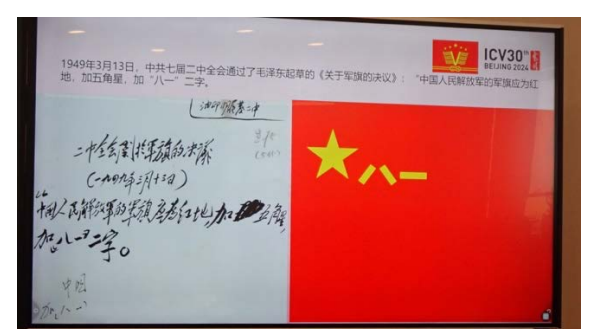 ICV30th
BEIJING 2024
1949年3月13日，中共七届二中全会通过了毛泽东起草的《关于军旗的决议》："中国人民解放军的军旗应为红
地、加五角星，加"八一"二字。
二中全会关于军旗的决议
(一九四九年三月十三日)
中国人民解放军的军旗应为红地,加五角星,
加八一二字。
八一